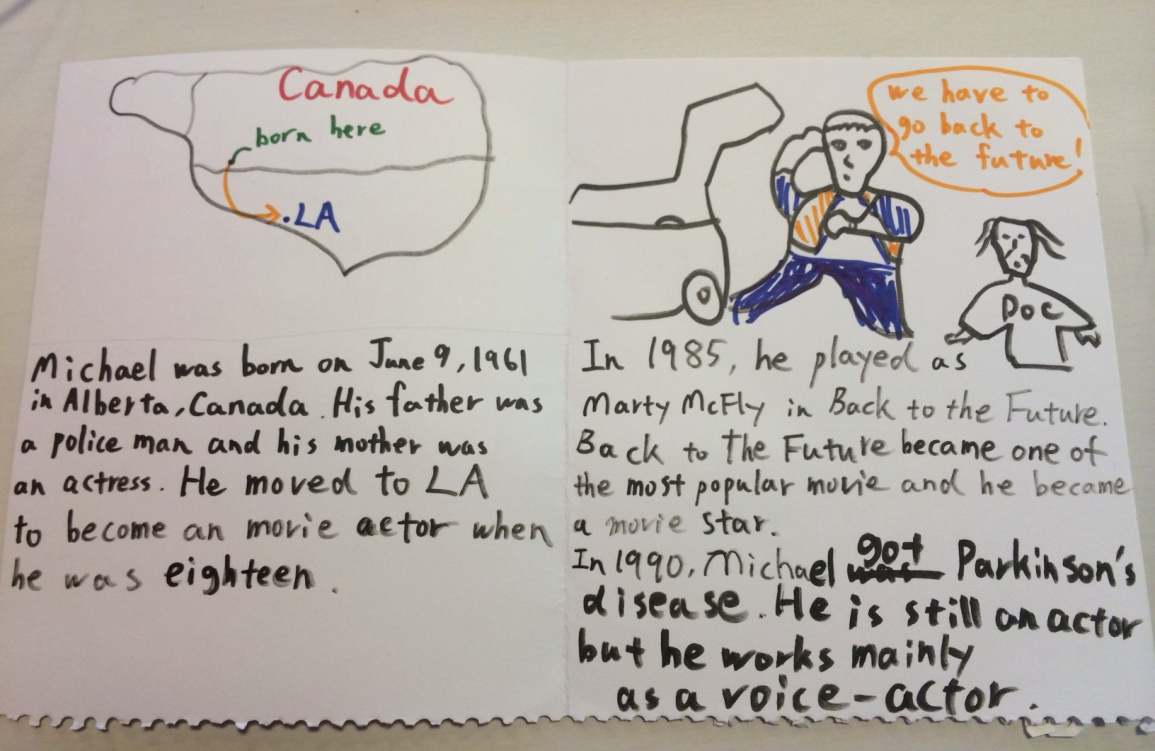 Canada
born here
.LA
Michael was born on June 9, 1961
in Alberta, Canada. His father was
a police man and his mother was
an actress. He moved to LA
to become an movie actor when
he was eighteen.
we have to
go back to
the future!
Doc
In 1985, he played as
Marty McFly in Back to the Future.
Back to The Future became one of
the most popular movie and he became
a movie star.
In 1990, Michael got Parkinson's
disease. He is still an actor
but he works mainly
as a voice-actor.